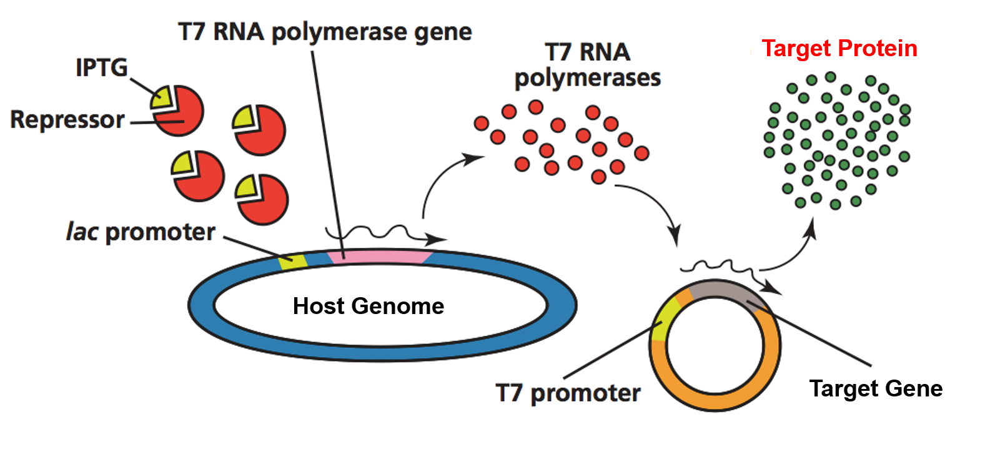 T7 RNA polymerase gene
IPTG
Repressor
T7 RNA
polymerases
Target Protein
lac promoter
Host Genome
T7 promoter
Target Gene